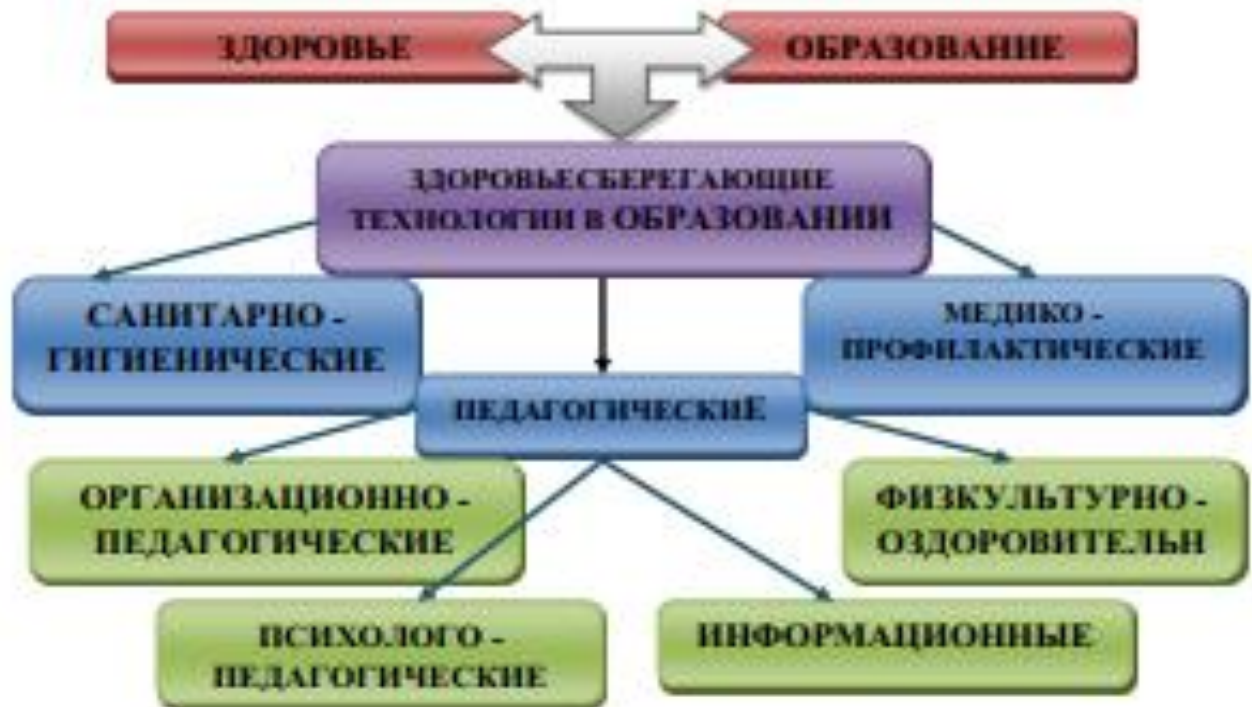 ЗДОРОВЬЕ
ОБРАЗОВАНИЕ
ЗДОРОВЬЕСБЕРЕГАЮЩИЕ
ТЕХНОЛОГИИ В ОБРАЗОВАНИИ
САНИТАРНО -
ГИГИЕНИЧЕСКИЕ
МЕДИКО -
ПРОФИЛАКТИЧЕСКИЕ
ПЕДАГОГИЧЕСКИЕ
ОРГАНИЗАЦИОННО -
ПЕДАГОГИЧЕСКИЕ
ФИЗКУЛЬТУРНО -
ОЗДОРОВИТЕЛЬН
ПСИХОЛОГО -
ПЕДАГОГИЧЕСКИЕ
ИНФОРМАЦИОННЫЕ